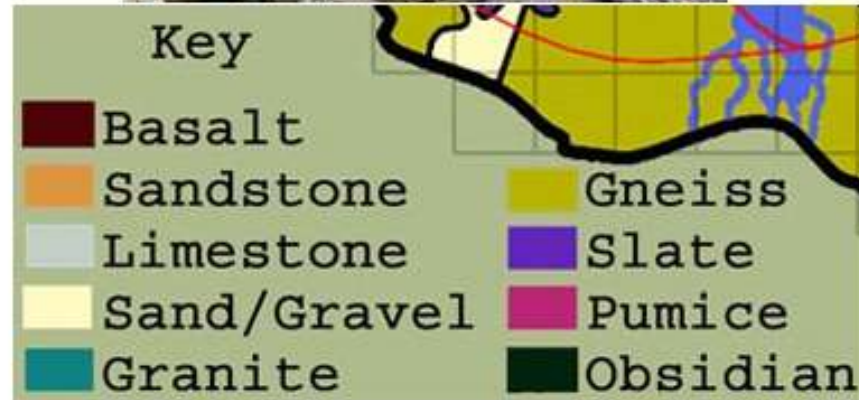 Key
Basalt
Sandstone
Limestone
Sand/Gravel
Granite
Gneiss
Slate
Pumice
Obsidian